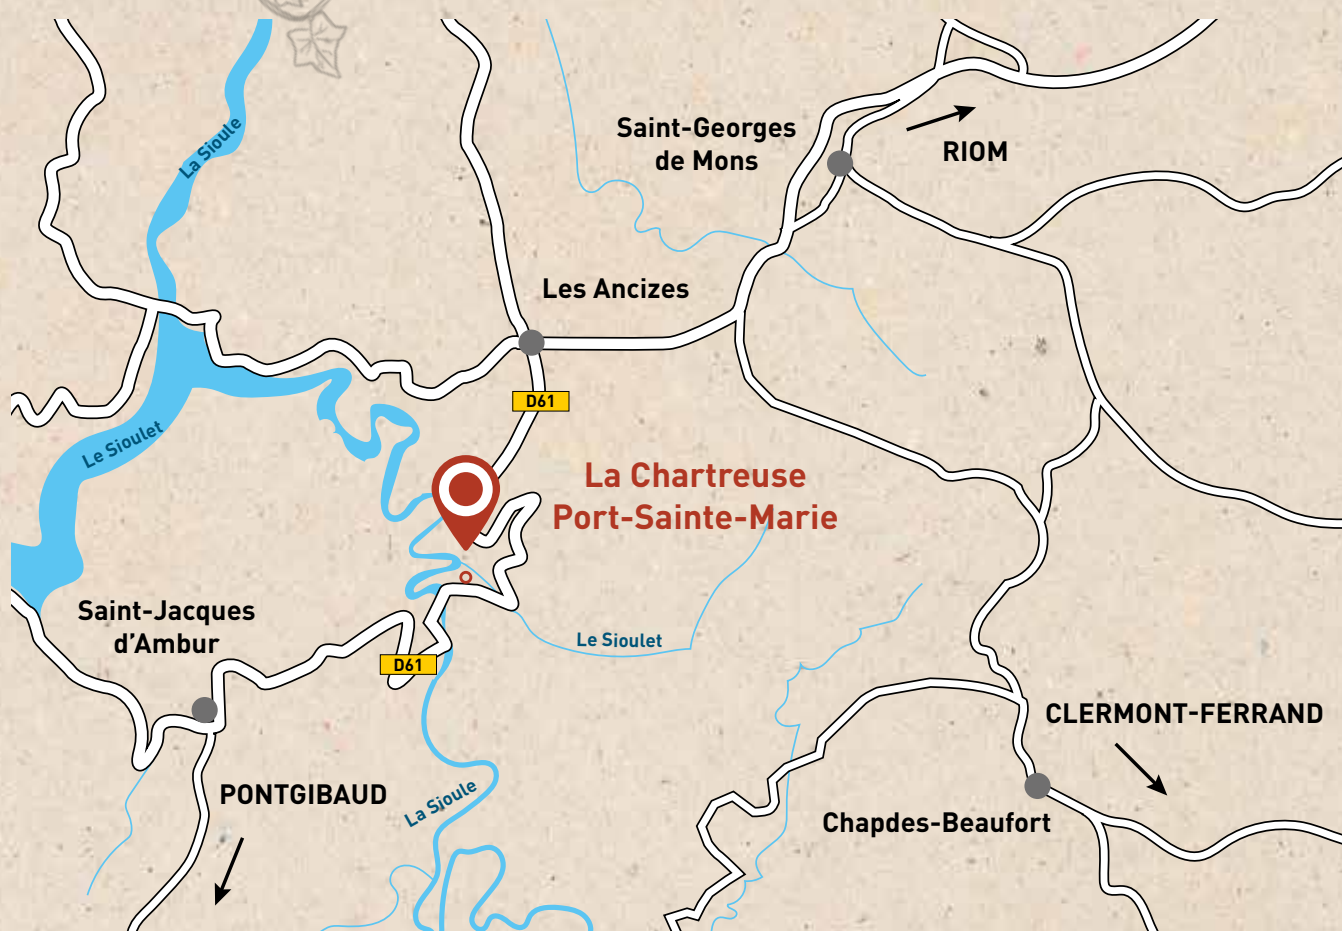 La Sioule
Saint-Georges
de Mons
RIOM
Les Ancizes
D61
Le Sioulet
La Chartreuse
Port-Sainte-Marie
Saint-Jacques
d'Ambur
Le Sioulet
D61
CLERMONT-FERRAND
PONTGIBAUD
La Sioule
Chapdes-Beaufort